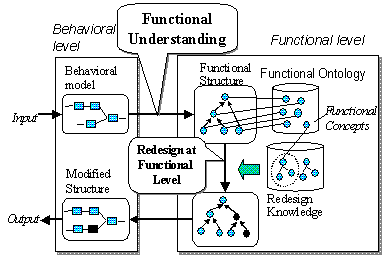 Functional
Understanding
Behavioral
level
Functional level
Behavioral
model
Functional
Structure
Functional Ontology
Input
Functional
Concepts
Redesign at
Functional
Level
Modified
Structure
Redesign
Knowledge
Output